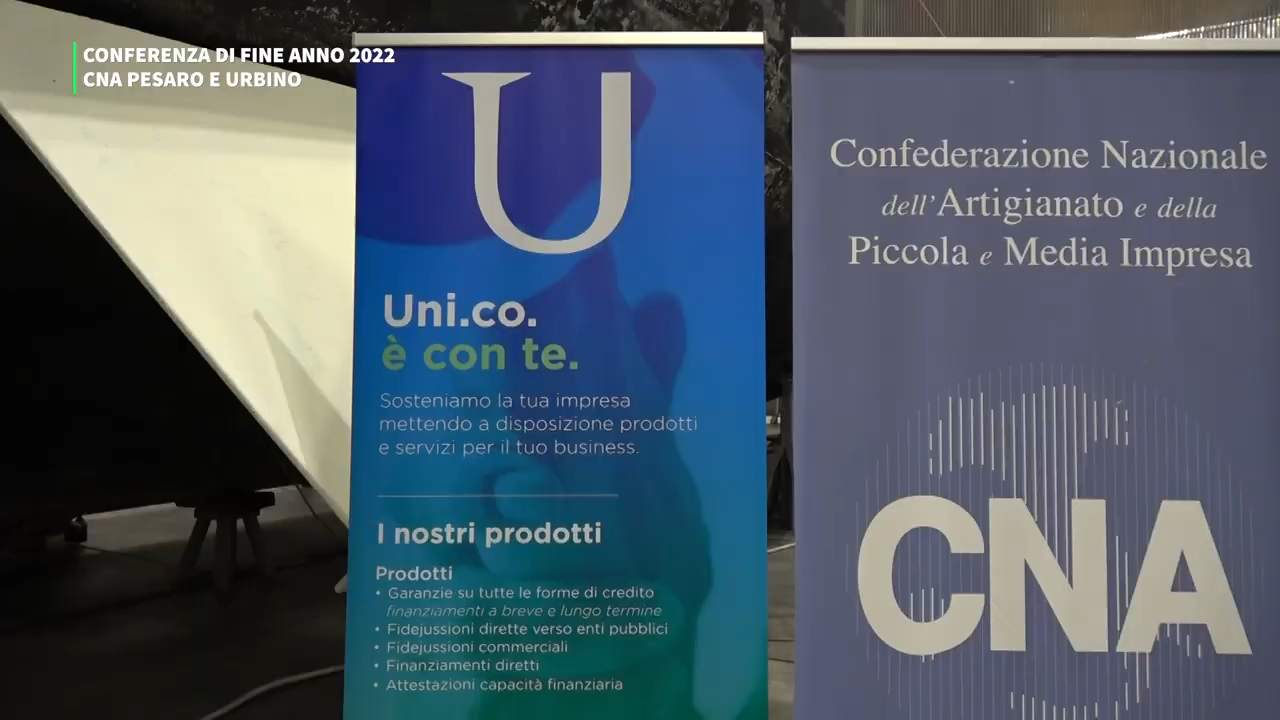 CONFERENZA DI FINE ANNO 2022
CNA PESARO E URBINO
U
Uni.co.
è con te.
Sosteniamo la tua impresa
mettendo a disposizione prodotti
e servizi per il tuo business.
I nostri prodotti
Prodotti
• Garanzie su tutte le forme di credito
finanziamenti a breve e lungo termine
• Fidejussioni dirette verso enti pubblici
• Fidejussioni commerciali
• Finanziamenti diretti
• Attestazioni capacità finanziaria
Confederazione Nazionale
dell'Artigianato e della
Piccola e Media Impresa
CNA